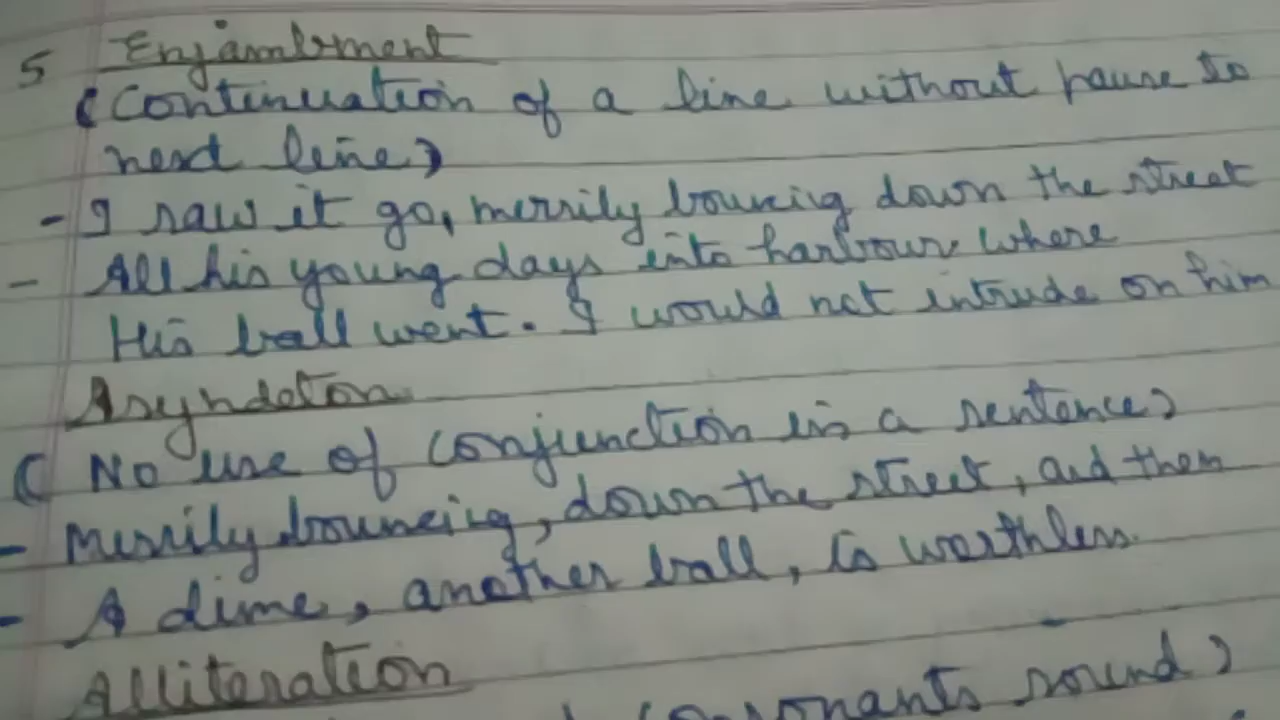 5 Enjambment
(Continuation of a line without pause to
next line)
- I saw it go, merrily bouncig down the street
- All his young days into harbour where
His ball went. I would not intrude on him
Asyndeton
( No use of conjunction in a sentence)
- Merrily bouncing, down the street, and then
- A dime, another ball, is worthless.
Alliteration
consonants sound)